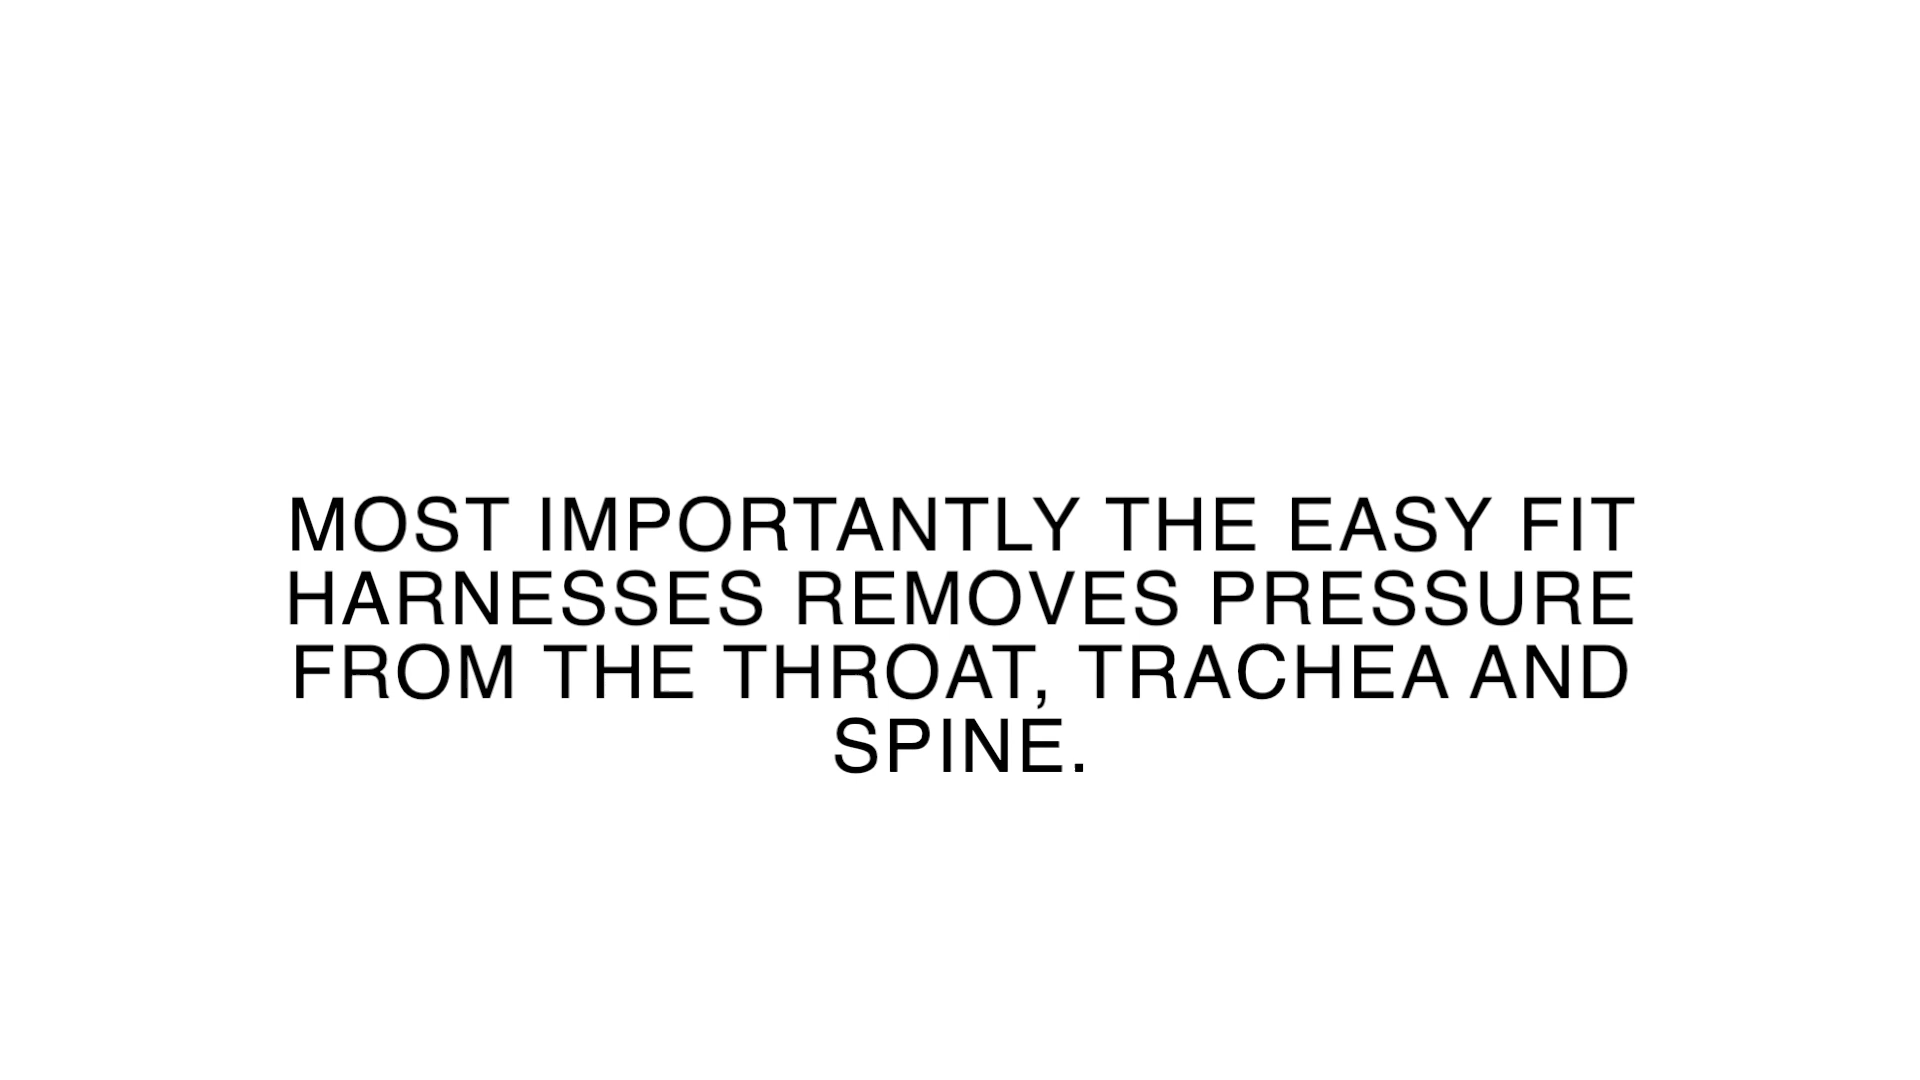 MOST IMPORTANTLY THE EASY FIT
HARNESSES REMOVES PRESSURE
FROM THE THROAT, TRACHEA AND
SPINE.